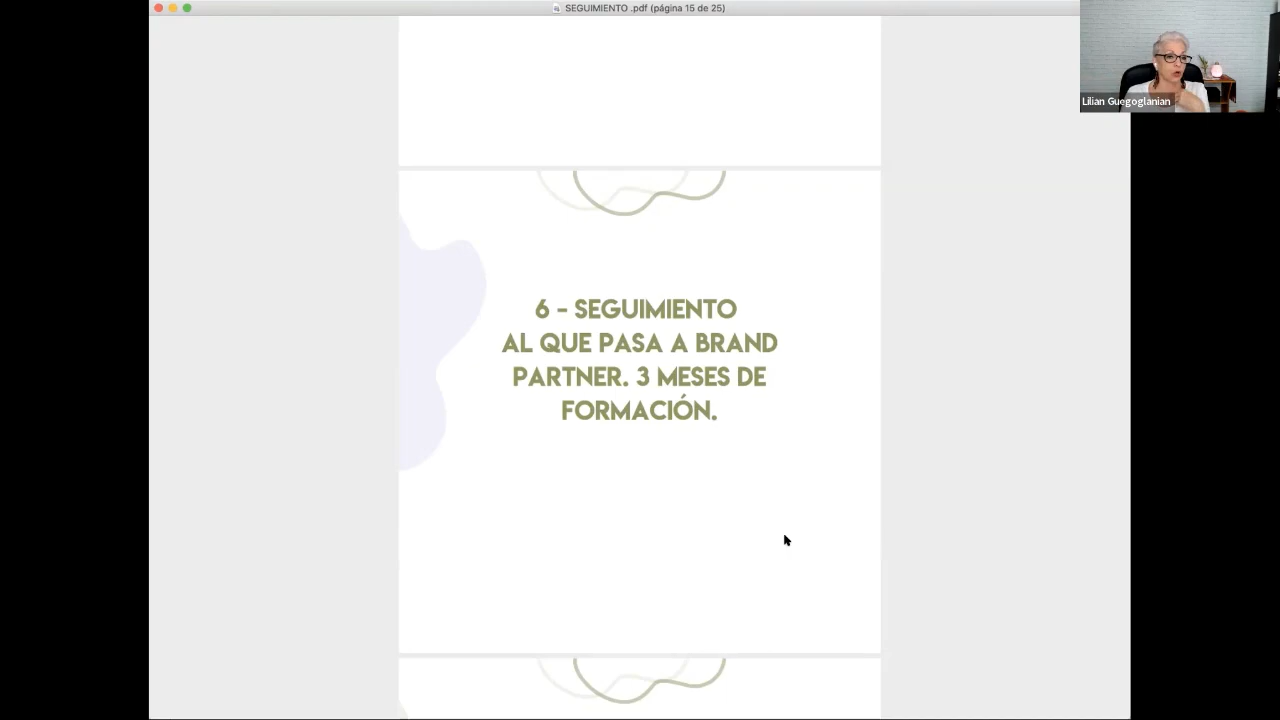 SEGUIMIENTO .pdf (página 15 de 25)
Lilian Guegoglanian
6 - SEGUIMIENTO
AL QUE PASA A BRAND
PARTNER. 3 MESES DE
FORMACIÓN.